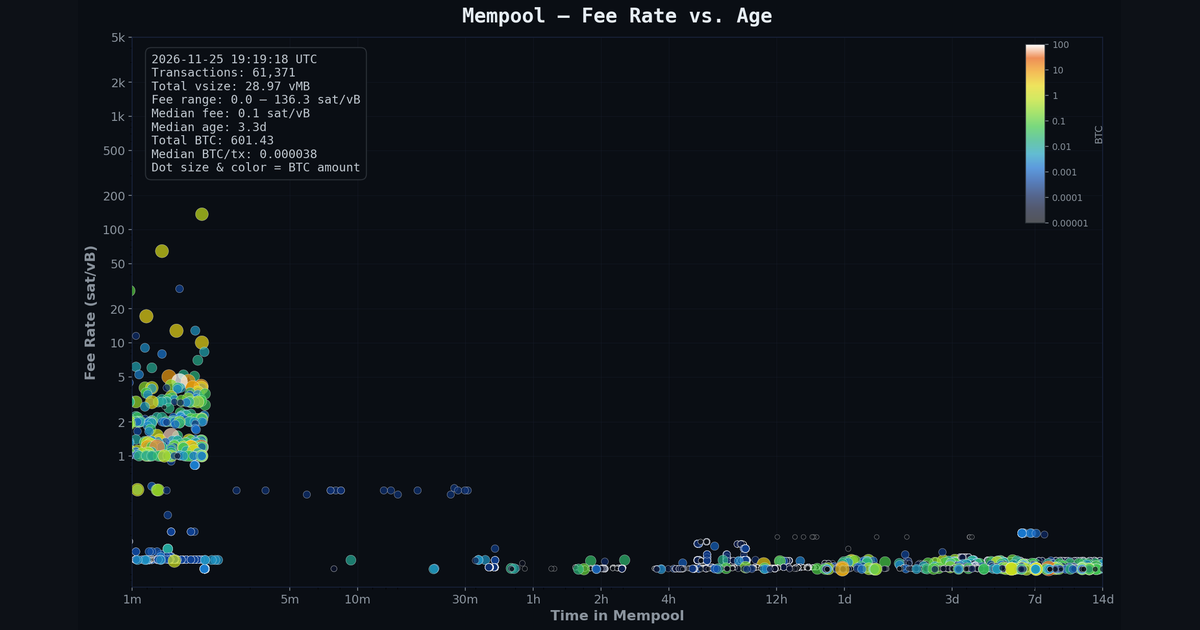 Mempool — Fee Rate vs. Age
2026-11-25 19:19:18 UTC
Transactions: 61,371
Total vsize: 28.97 vMB
Fee range: 0.0 — 136.3 sat/vB
Median fee: 0.1 sat/vB
Median age: 3.3d
Total BTC: 601.43
Median BTC/tx: 0.000038
Dot size & color = BTC amount
5k
2k
1k
500
200
100
50
20
10
5
2
1
Fee Rate (sat/vB)
100
10
1
0.1
0.01
0.001
0.0001
0.00001
BTC
1m
5m
10m
30m
1h
2h
4h
12h
1d
3d
7d
14d
Time in Mempool